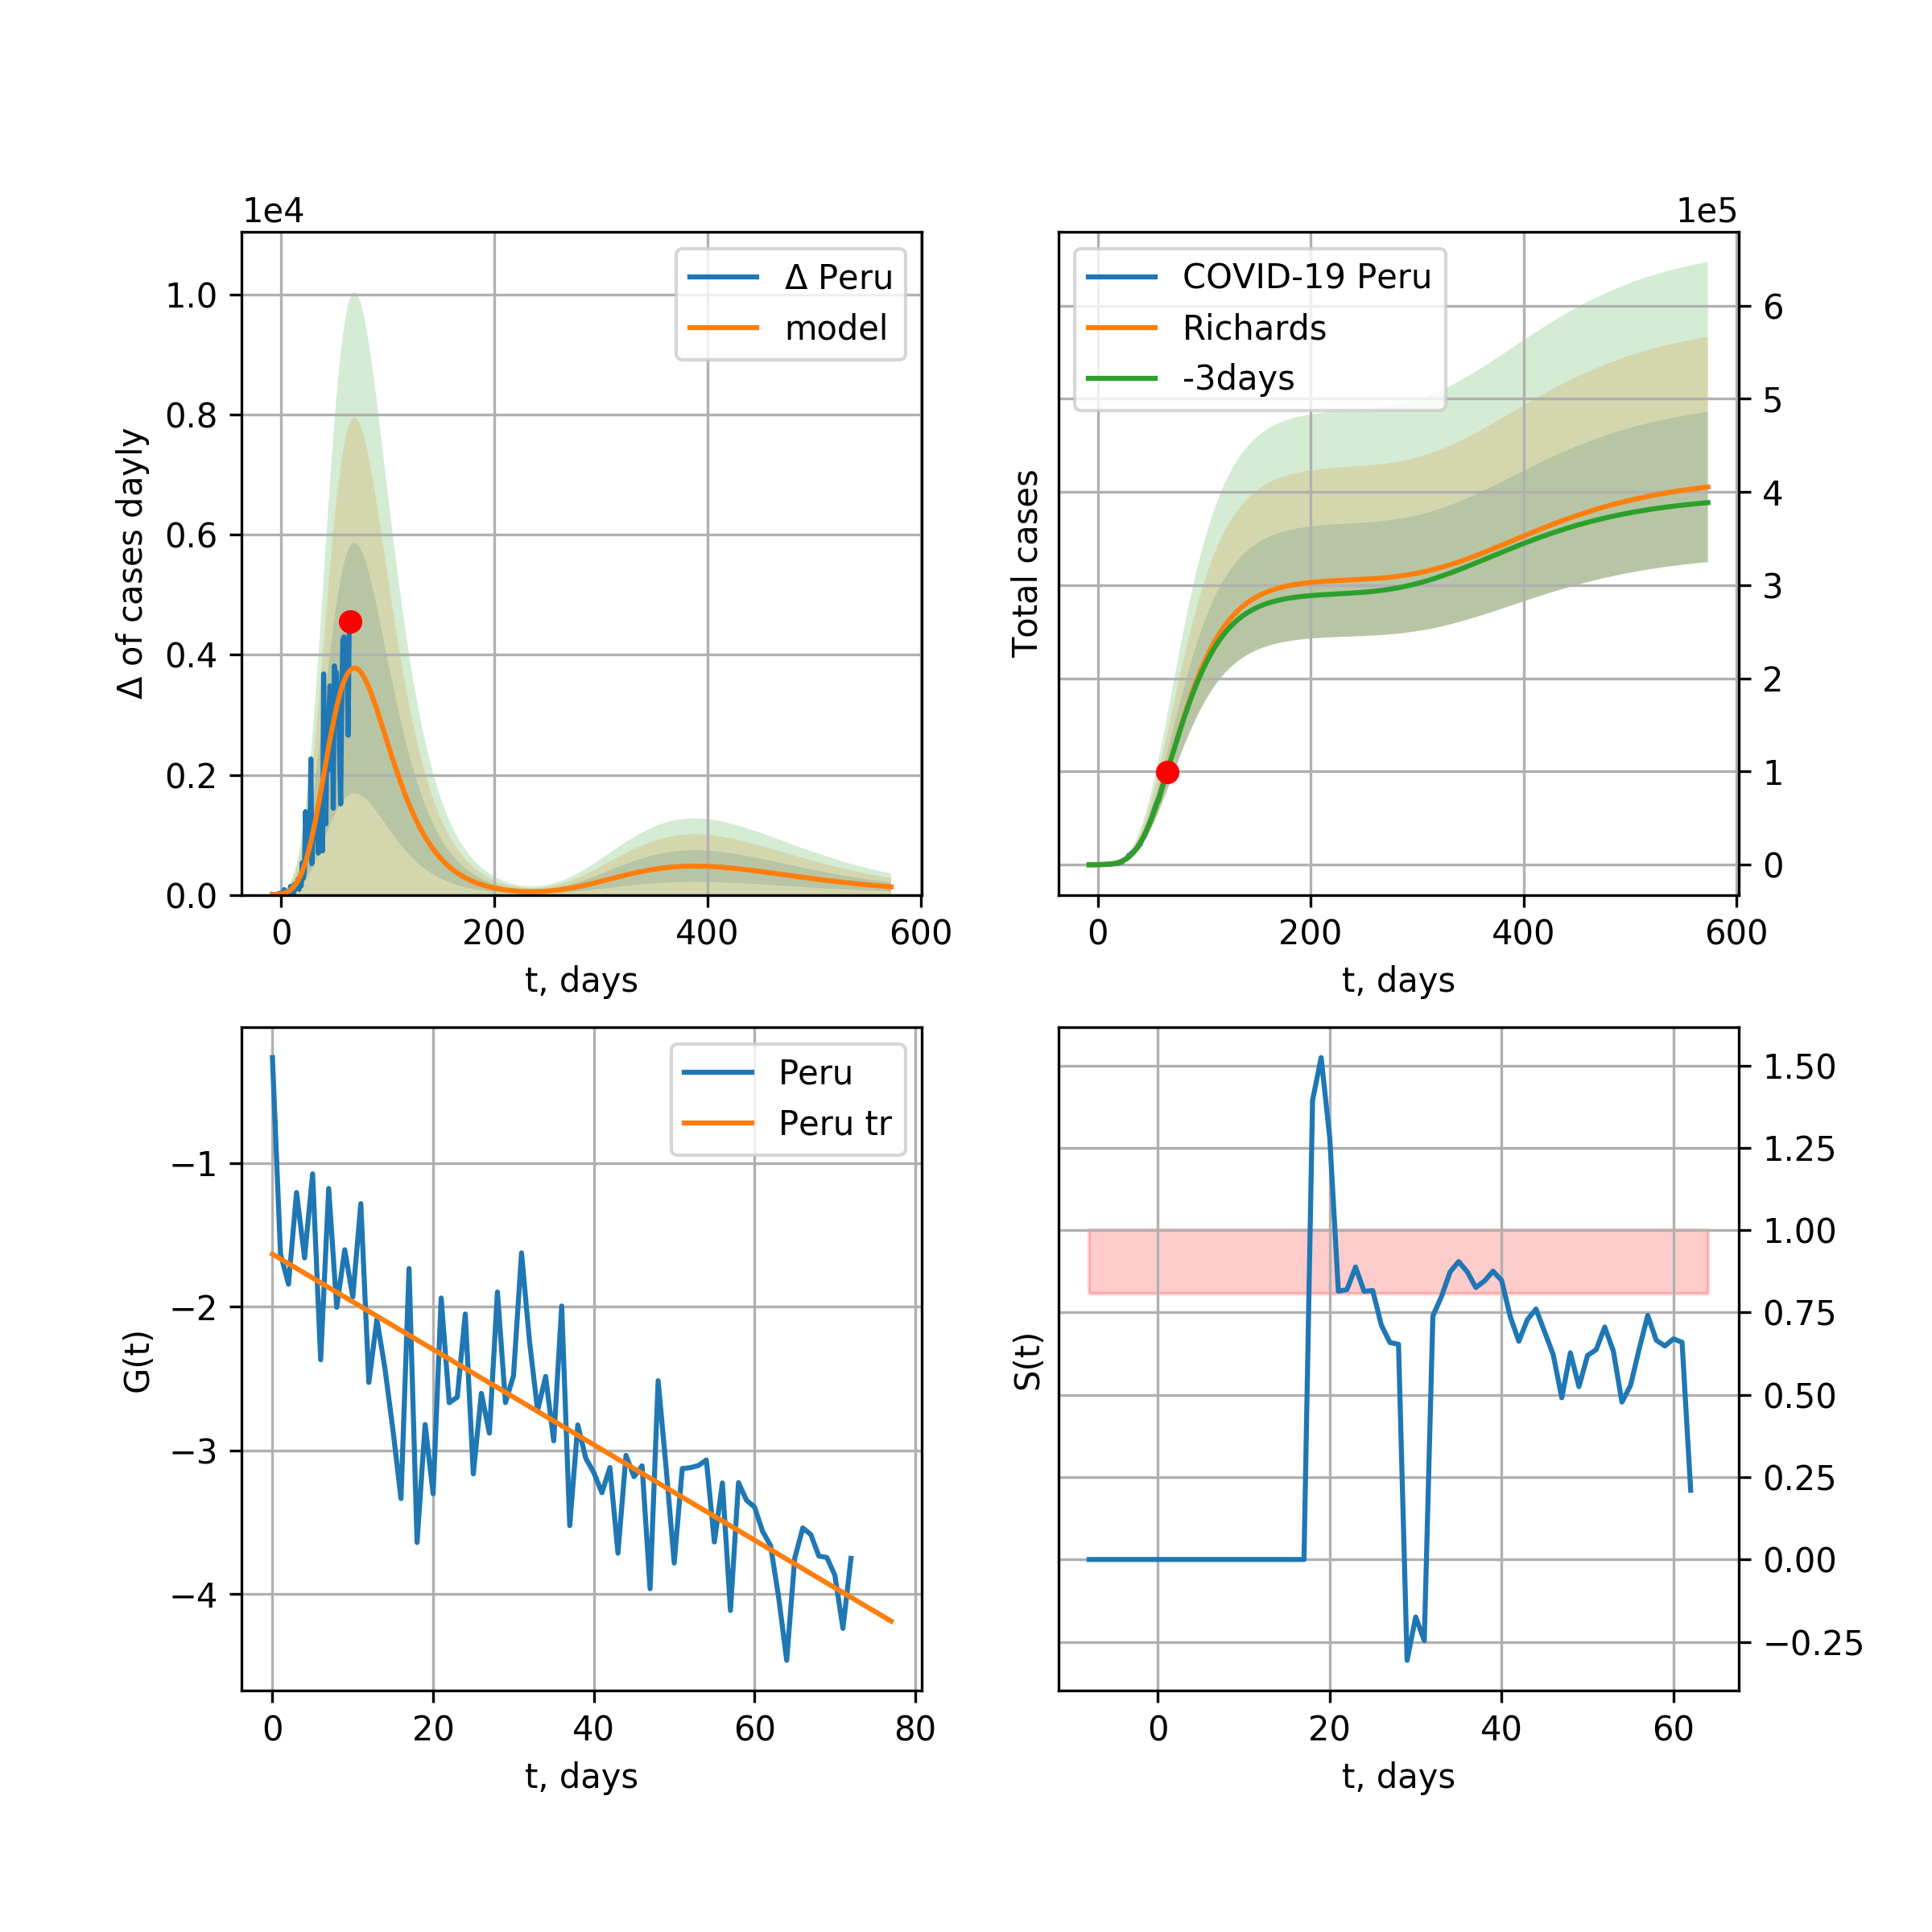 1e4
Δ Peru
model
1.0
0.8
0.6
0.4
0.2
0.0
Δ of cases dayly
0 200 400 600
t, days
1e5
COVID-19 Peru
Richards
-3days
6
5
4
3
2
1
0
Total cases
0 200 400 600
t, days
Peru
Peru tr
−1
−2
−3
−4
G(t)
0 20 40 60 80
t, days
1.50
1.25
1.00
0.75
0.50
0.25
0.00
−0.25
S(t)
0 20 40 60
t, days